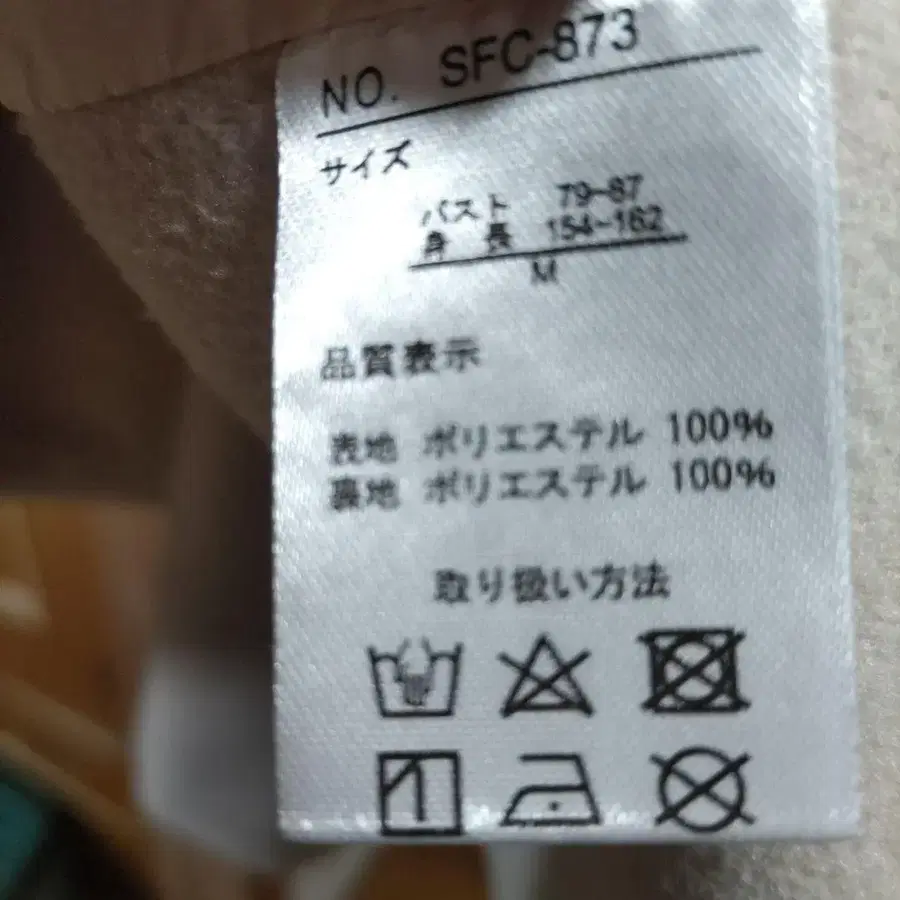 NO. SFC-873
サイズ
バスト 79-87
身 長 154-162
M
品質表示
表地 ポリエステル 100%
裏地 ポリエステル 100%
取り扱い方法